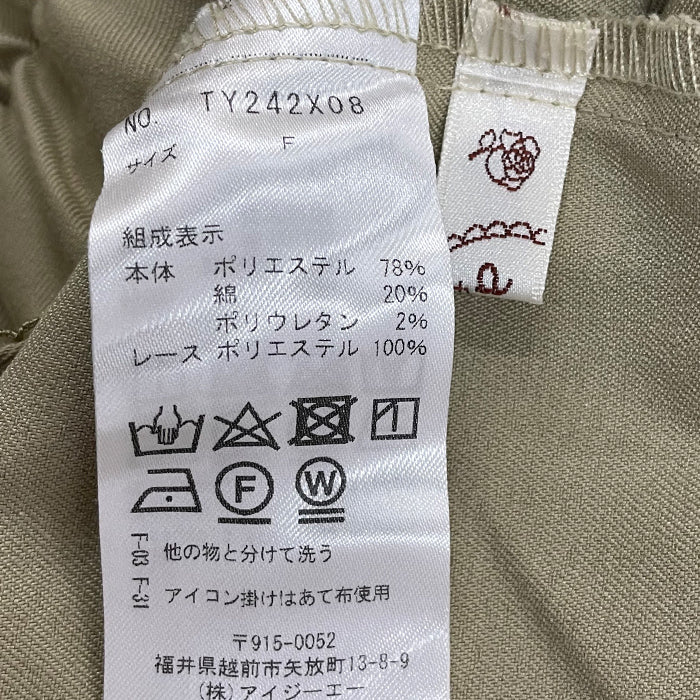 NO. TY242X08
サイズ F
組成表示
本体 ポリエステル 78%
綿 20%
ポリウレタン 2%
レース ポリエステル 100%
F
W
F-03 他の物と分けて洗う
F-31 アイコン掛けはあて布使用
〒915-0052
福井県越前市矢放町13-8-9
(株)アイジーエー